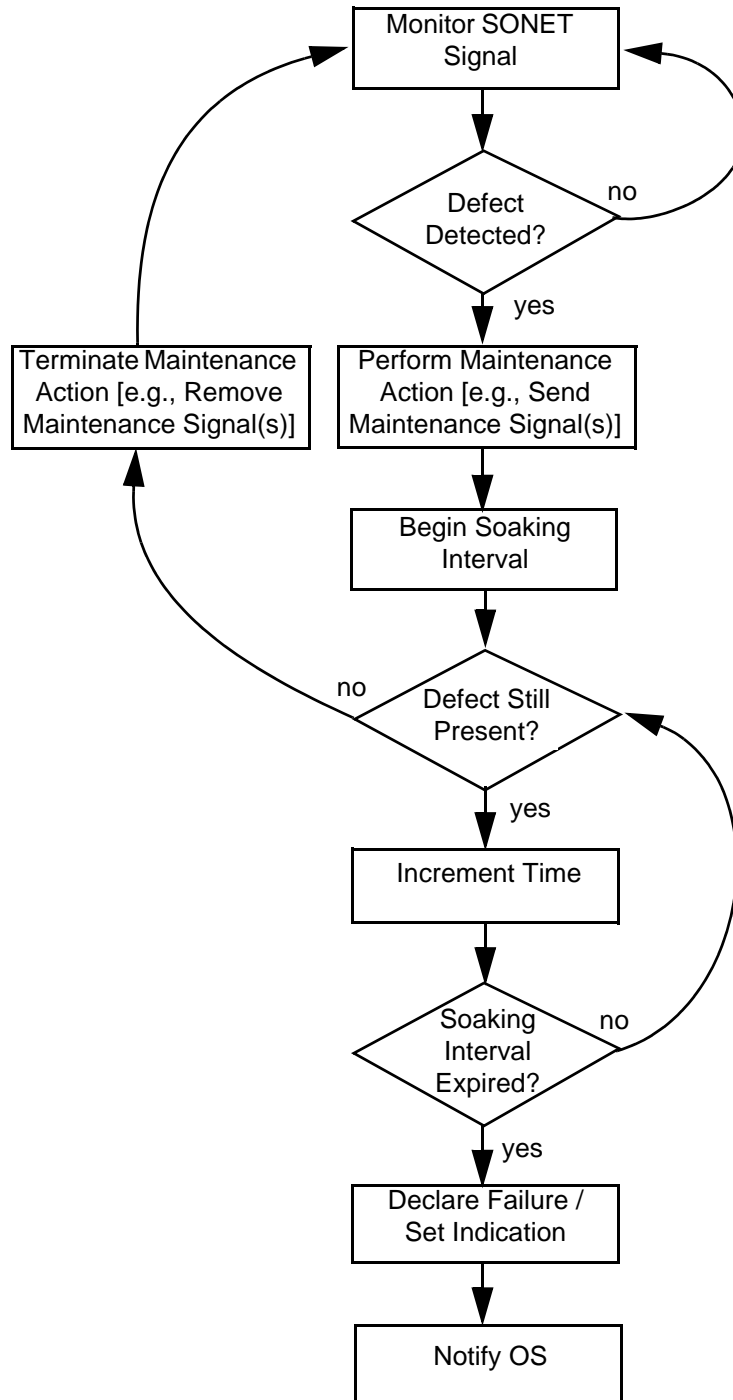 Monitor SONET
Signal
Defect
Detected?
no
yes
Terminate Maintenance
Action [e.g., Remove
Maintenance Signal(s)]
Perform Maintenance
Action [e.g., Send
Maintenance Signal(s)]
Begin Soaking
Interval
no
Defect Still
Present?
yes
Increment Time
Soaking
Interval
Expired?
no
yes
Declare Failure /
Set Indication
Notify OS